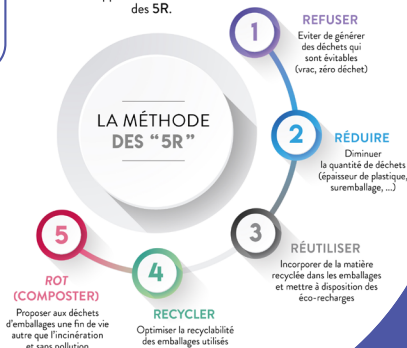 des 5R.
LA MÉTHODE
DES “5R”
1
REFUSER
Eviter de générer
des déchets qui
sont évitables
(vrac, zéro déchet)
2
RÉDUIRE
Diminuer
la quantité de déchets
(épaisseur de plastique,
suremballage, ...)
3
RÉUTILISER
Incorporer de la matière
recyclée dans les emballages
et mettre à disposition des
éco-recharges
4
RECYCLER
Optimiser la recyclabilité
des emballages utilisés
5
ROT
(COMPOSTER)
Proposer aux déchets
d'emballages une fin de vie
autre que l'incinération
et sans pollution